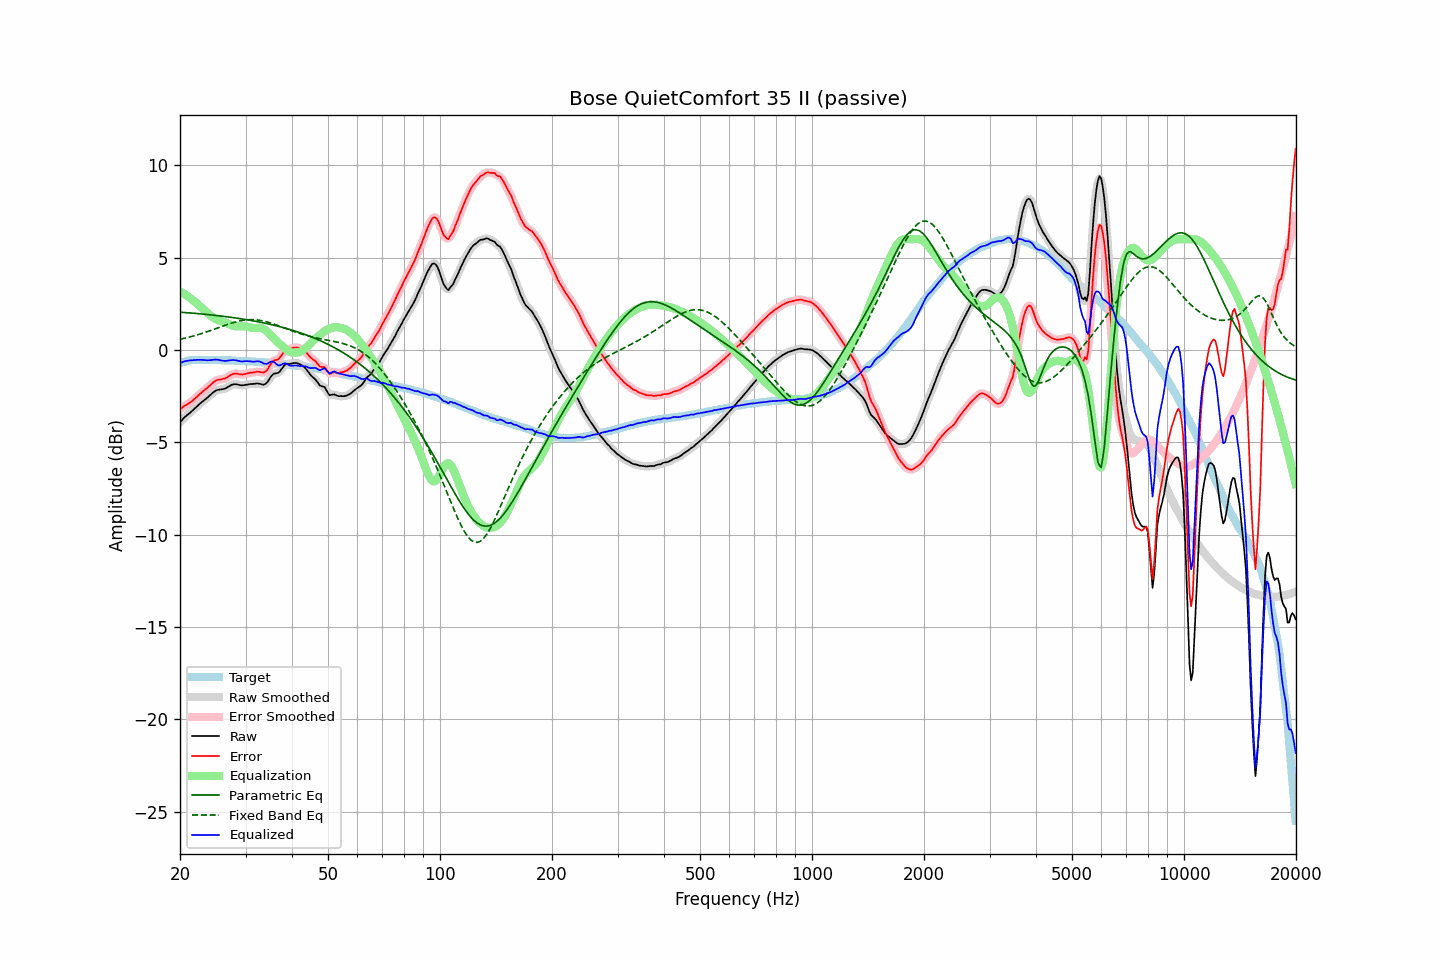 Bose QuietComfort 35 II (passive)
Amplitude (dBr)
10
5
0
−5
−10
−15
−20
−25
Target
Raw Smoothed
Error Smoothed
Raw
Error
Equalization
Parametric Eq
Fixed Band Eq
Equalized
20 50 100 200 500 1000 2000 5000 10000 20000
Frequency (Hz)